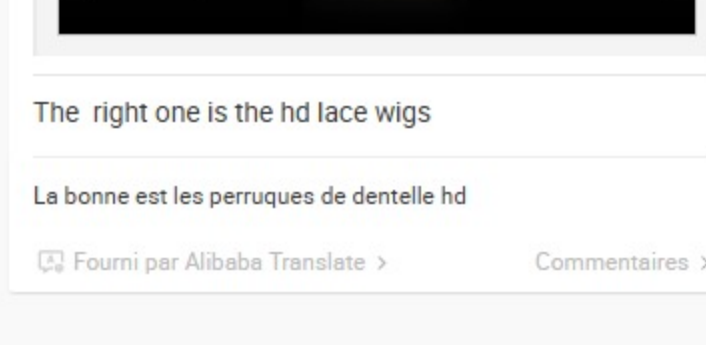 The  right one is the hd lace wigs
La bonne est les perruques de dentelle hd
Fourni par Alibaba Translate >
Commentaires >